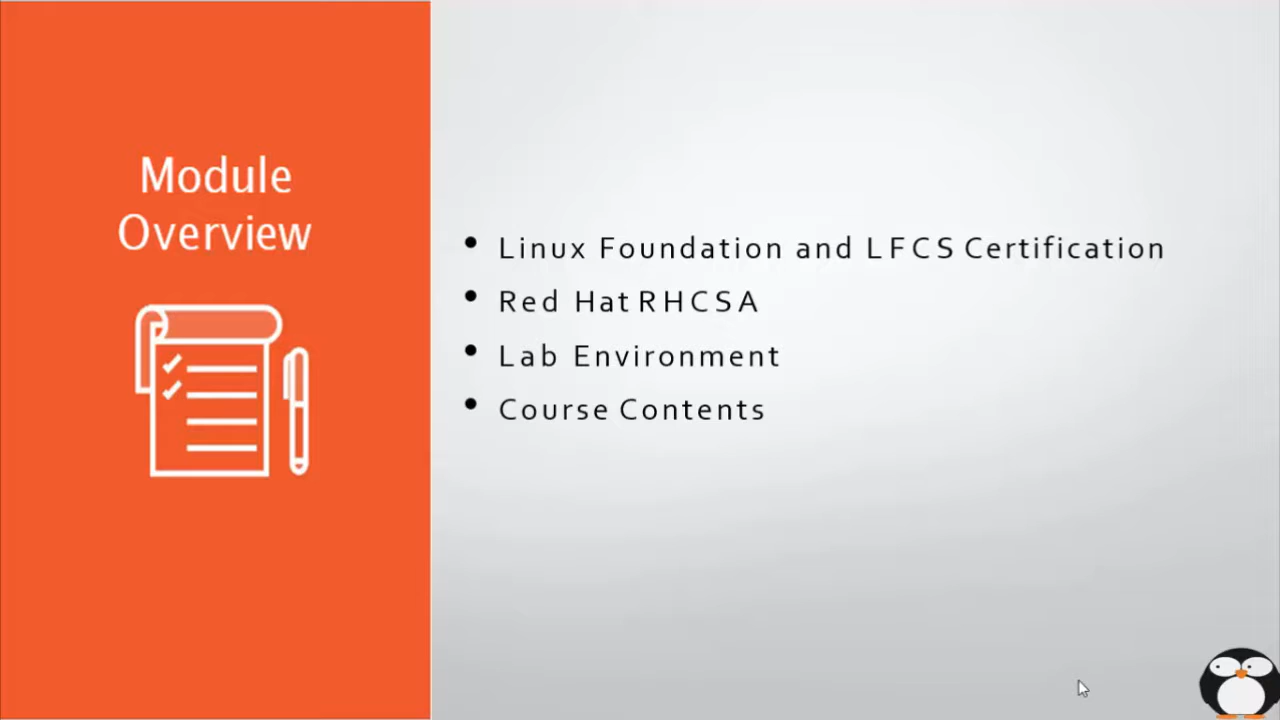 Module
Overview
• Linux Foundation and LFCS Certification
• Red Hat RHCSA
• Lab Environment
• Course Contents